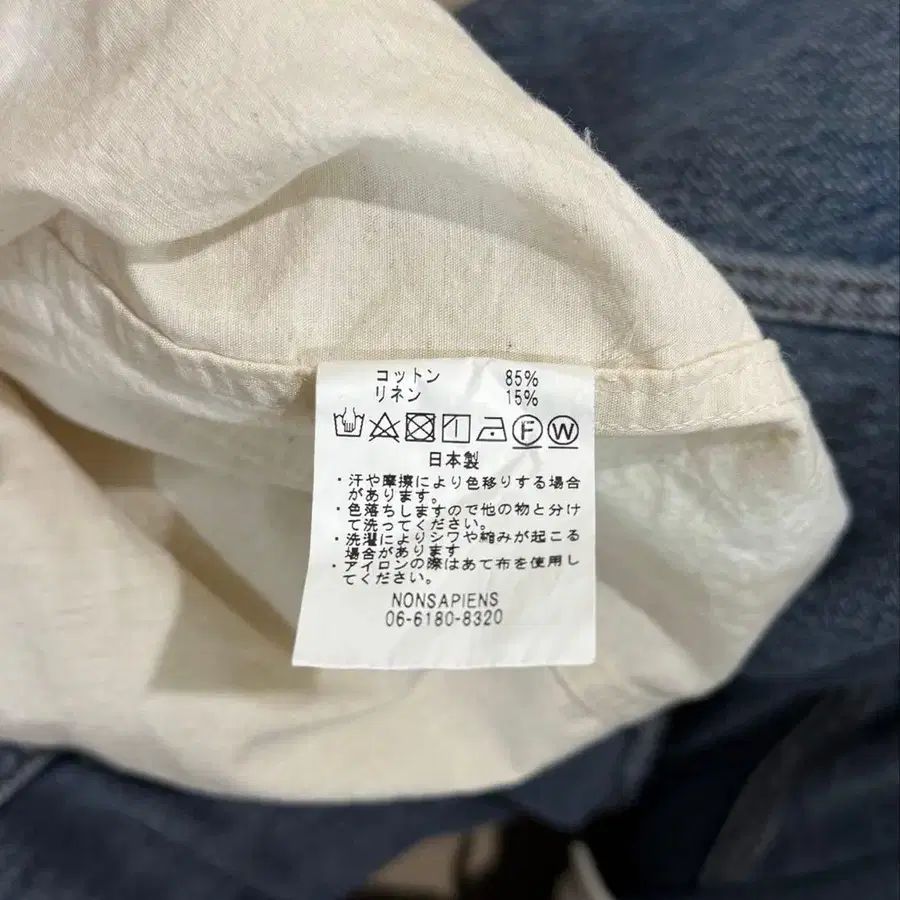 コットン 85%
リネン 15%
F W
日本製
・汗や摩擦により色移りする場合
があります。
・色落ちしますので他の物と分け
て洗ってください。
・洗濯によりシワや縮みが起こる
場合があります
・アイロンの際はあて布を使用し
てください。
NONSAPIENS
06-6180-8320